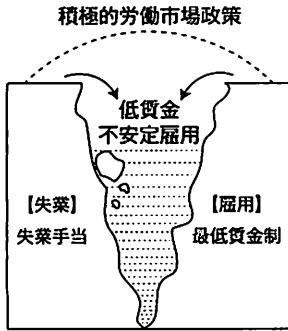 積極的労働市場政策
低賃金
不安定雇用
【失業】
失業手当
【雇用】
最低賃金制